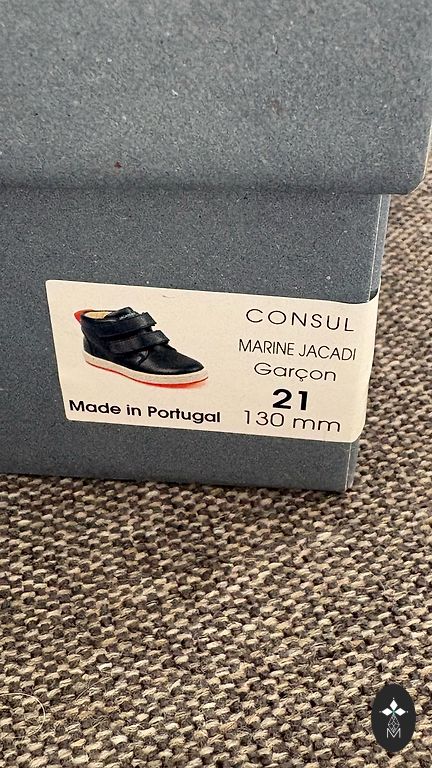 CONSUL
MARINE JACADI
Garçon
21
130 mm
Made in Portugal